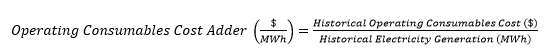 Operating Consumables Cost Adder ($/MWh) = Historical Operating Consumables Cost ($) / Historical Electricity Generation (MWh)